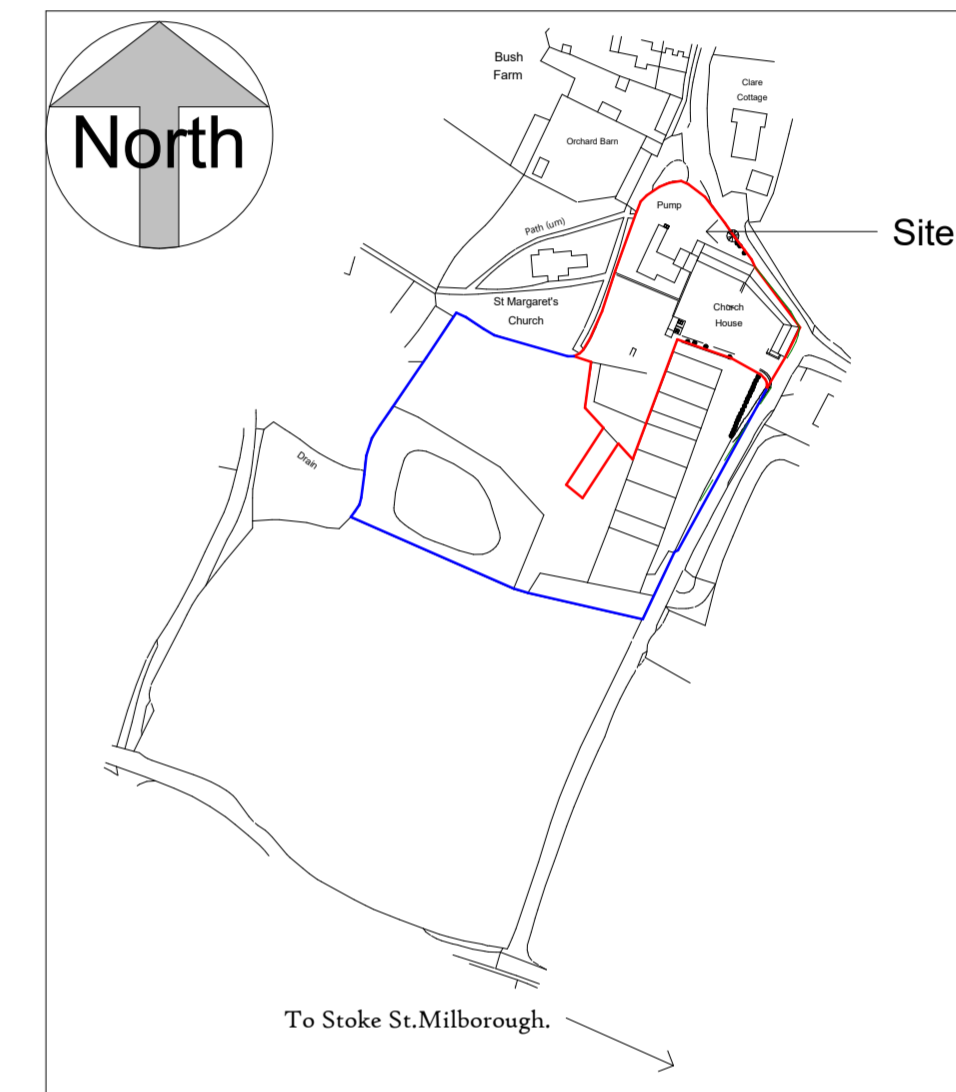 North
Bush
Farm
Clare
Cottage
Orchard Barn
Pump
Path (um)
Site
St Margaret's
Church
Church
House
Drain
To Stoke St.Milborough.